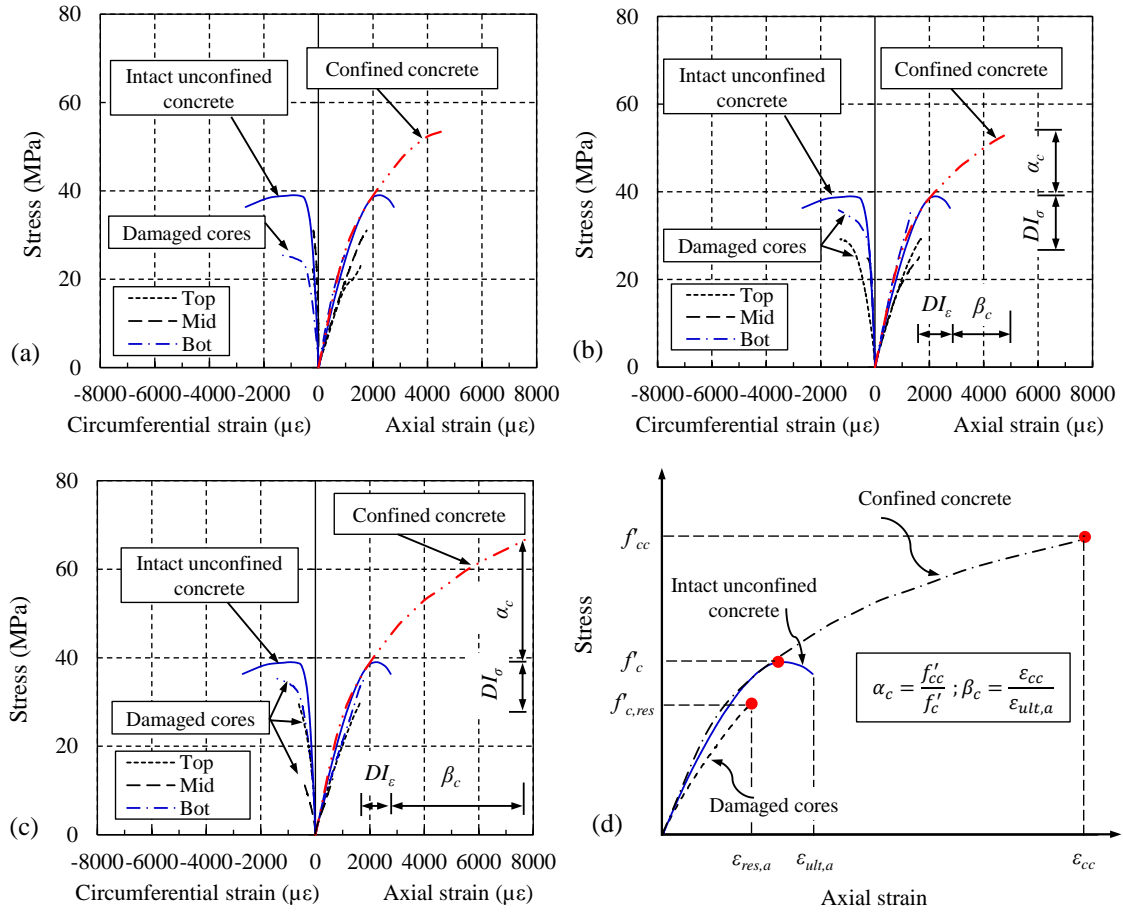 80
60
40
20
0
Stress (MPa)
Intact unconfined
concrete
Confined concrete
Damaged cores
Top
Mid
Bot
(a)
-8000 -6000 -4000 -2000 0 2000 4000 6000 8000
Circumferential strain (µε) Axial strain (µε)
80
60
40
20
0
Stress (MPa)
Intact unconfined
concrete
Confined concrete
Damaged cores
α_c
DI_σ
DI_ε β_c
Top
Mid
Bot
(b)
-8000 -6000 -4000 -2000 0 2000 4000 6000 8000
Circumferential strain (µε) Axial strain (µε)
80
60
40
20
0
Stress (MPa)
Confined concrete
Intact unconfined
concrete
Damaged cores
α_c
DI_σ
DI_ε β_c
Top
Mid
Bot
(c)
-8000 -6000 -4000 -2000 0 2000 4000 6000 8000
Circumferential strain (µε) Axial strain (µε)
Confined concrete
f'_cc
Intact unconfined
concrete
Stress
f'_c
f'_c,res
α_c = f'_cc / f'_c ; β_c = ε_cc / ε_ult,a
Damaged cores
(d)
ε_res,a ε_ult,a ε_cc
Axial strain